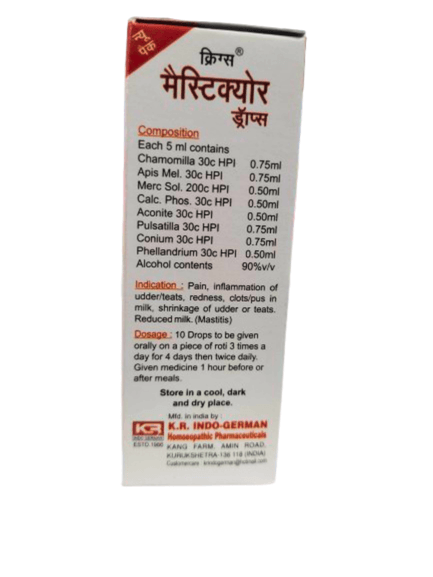 न्यू
पैक
क्रिग्स®
मैस्टिक्योर
ड्रॉप्स
Composition
Each 5 ml contains
Chamomilla 30c HPI 0.75ml
Apis Mel. 30c HPI 0.75ml
Merc Sol. 200c HPI 0.50ml
Calc. Phos. 30c HPI 0.50ml
Aconite 30c HPI 0.50ml
Pulsatilla 30c HPI 0.75ml
Conium 30c HPI 0.75ml
Phellandrium 30c HPI 0.50ml
Alcohol contents 90%v/v
Indication : Pain, inflammation of
udder/teats, redness, clots/pus in
milk, shrinkage of udder or teats.
Reduced milk. (Mastitis)
Dosage : 10 Drops to be given
orally on a piece of roti 3 times a
day for 4 days then twice daily.
Given medicine 1 hour before or
after meals.
Store in a cool, dark
and dry place.
Mfd. in india by :
KR
K.R. INDO-GERMAN
Homoeopathic Pharmaceuticals
KANG FARM, AMIN ROAD,
KURUKSHETRA-136 118 (INDIA)
Customercare